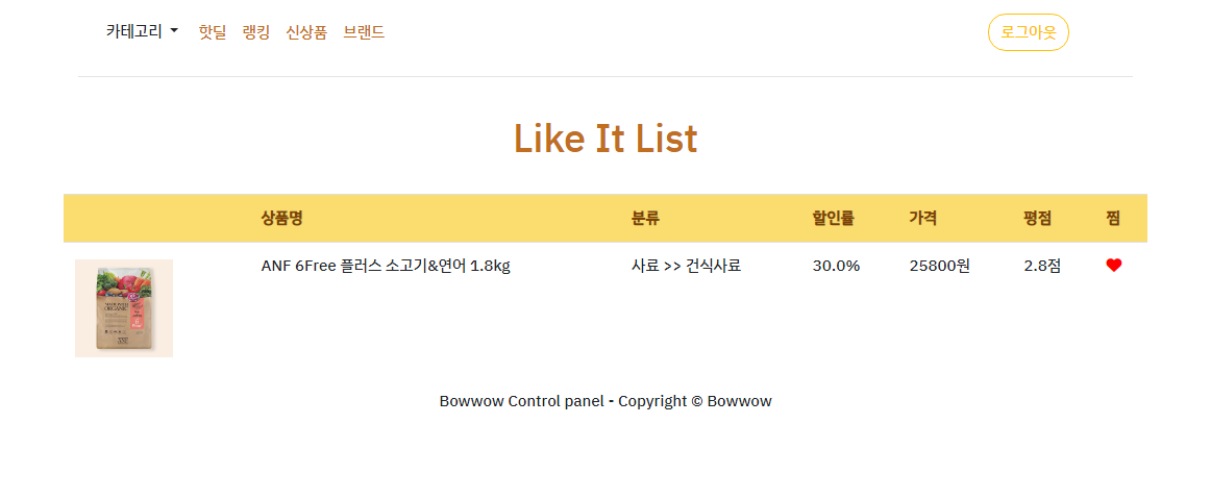 카테고리 핫딜 랭킹 신상품 브랜드 로그아웃
Like It List
상품명 분류 할인률 가격 평점 찜
ANF 6Free 플러스 소고기&연어 1.8kg 사료 >> 건식사료 30.0% 25800원 2.8점
Bowwow Control panel - Copyright © Bowwow